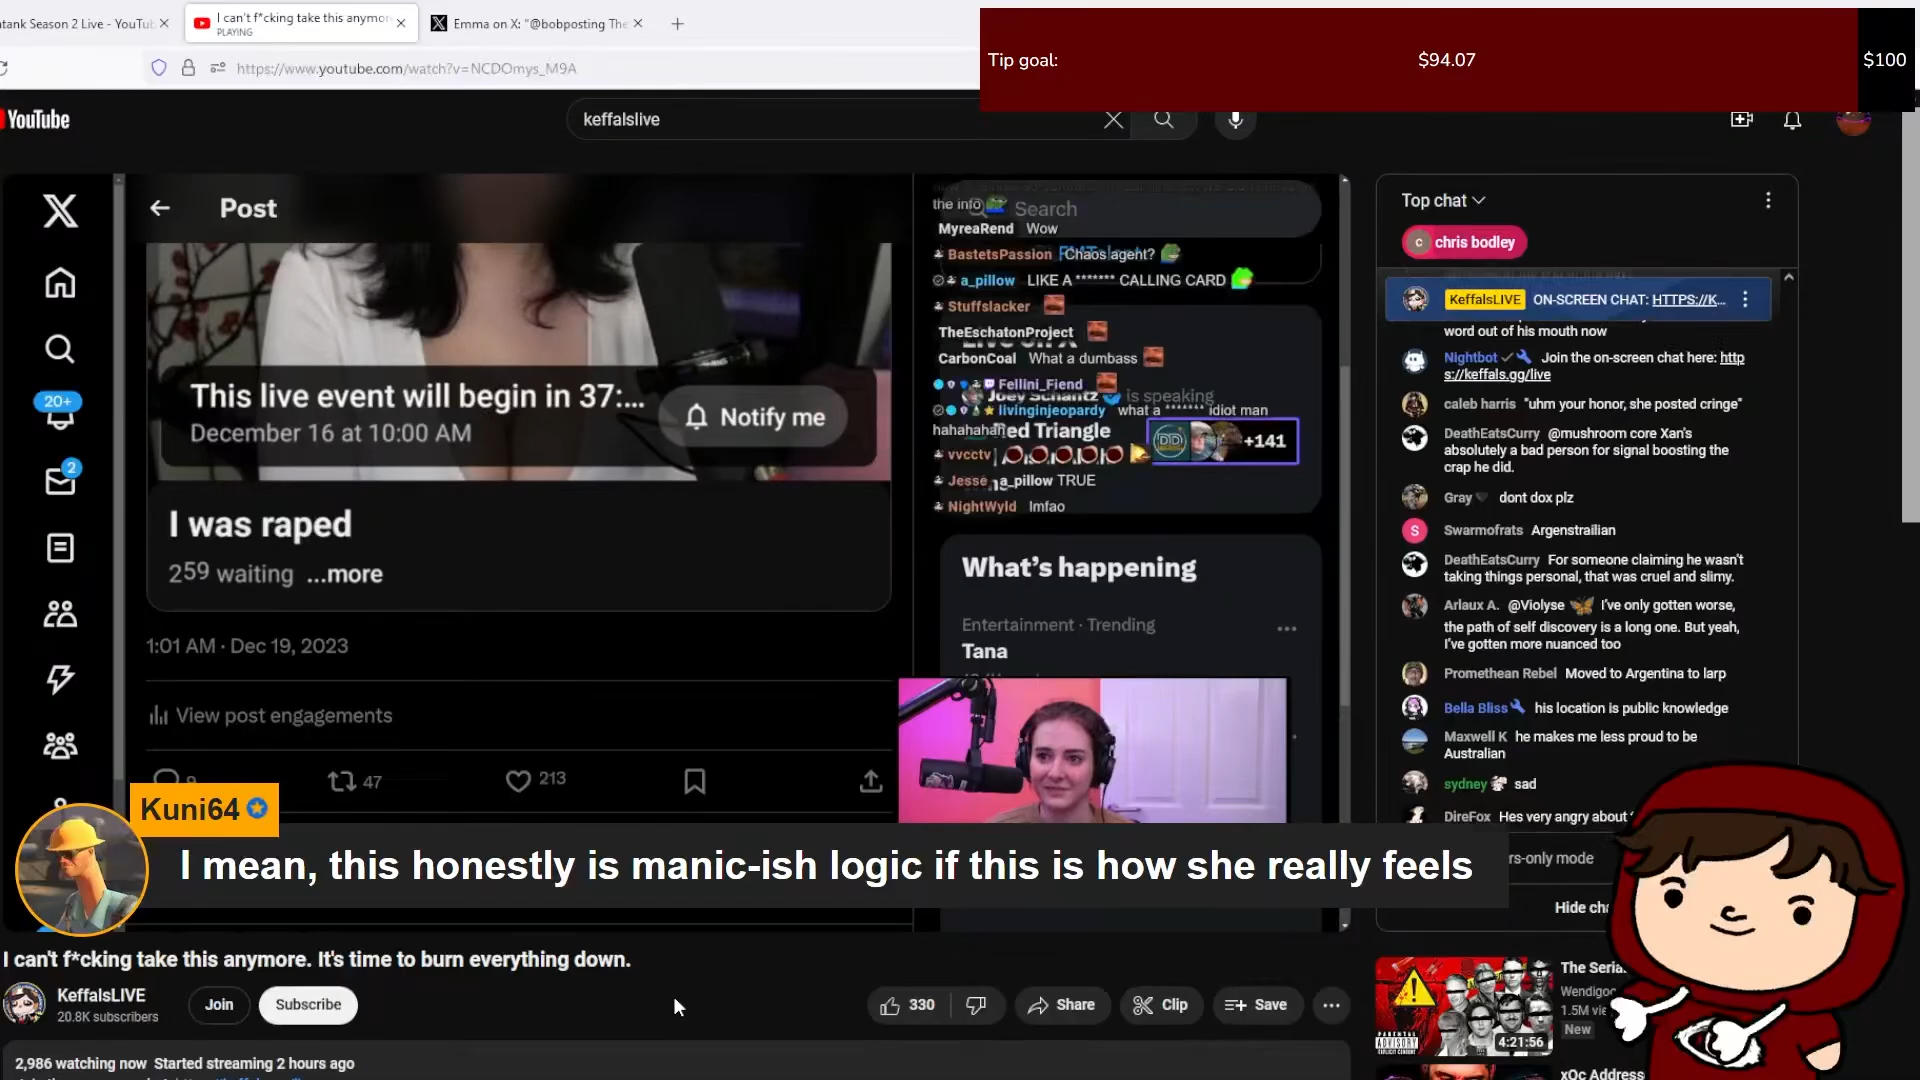 atank Season 2 Live - YouTub
I can't f*cking take this anymor
PLAYING
Emma on X: "@bobposting The
https://www.youtube.com/watch?v=NCDOmys_M9A
Tip goal:
$94.07
$100
YouTube
keffalslive
Post
This live event will begin in 37:...
December 16 at 10:00 AM
Notify me
I was raped
259 waiting ...more
1:01 AM · Dec 19, 2023
View post engagements
9
47
213
20+
2
the info
Search
MyreaRend Wow
BastetsPassion Chaos agent?
a_pillow LIKE A ******* CALLING CARD
Stuffslacker
TheEschatonProject
CarbonCoal What a dumbass
Fellini_Fiend
Joey Schantz is speaking
livinginjeopardy what a ******* idiot man
hahahahah
Red Triangle
+141
vvcctv
Jesse a_pillow TRUE
NightWyld lmfao
What's happening
Entertainment · Trending
Tana
Top chat
c chris bodley
KeffalsLIVE ON-SCREEN CHAT: HTTPS://K...
word out of his mouth now
Nightbot Join the on-screen chat here: http
s://keffals.gg/live
caleb harris "uhm your honor, she posted cringe"
DeathEatsCurry @mushroom core Xan's
absolutely a bad person for signal boosting the
crap he did.
Gray dont dox plz
S
Swarmofrats Argenstrailian
DeathEatsCurry For someone claiming he wasn't
taking things personal, that was cruel and slimy.
Arlaux A. @Violyse I've only gotten worse,
the path of self discovery is a long one. But yeah,
I've gotten more nuanced too
Promethean Rebel Moved to Argentina to larp
Bella Bliss his location is public knowledge
Maxwell K he makes me less proud to be
Australian
sydney sad
DireFox Hes very angry about
rs-only mode
Hide cha
Kuni64
I mean, this honestly is manic-ish logic if this is how she really feels
I can't f*cking take this anymore. It's time to burn everything down.
KeffalsLIVE
20.8K subscribers
Join
Subscribe
330
Share
Clip
Save
2,986 watching now Started streaming 2 hours ago
PARENTAL
ADVISORY
EXPLICIT CONTENT
4:21:56
The Seria
Wendigoo
1.5M vie
New
xQc Address